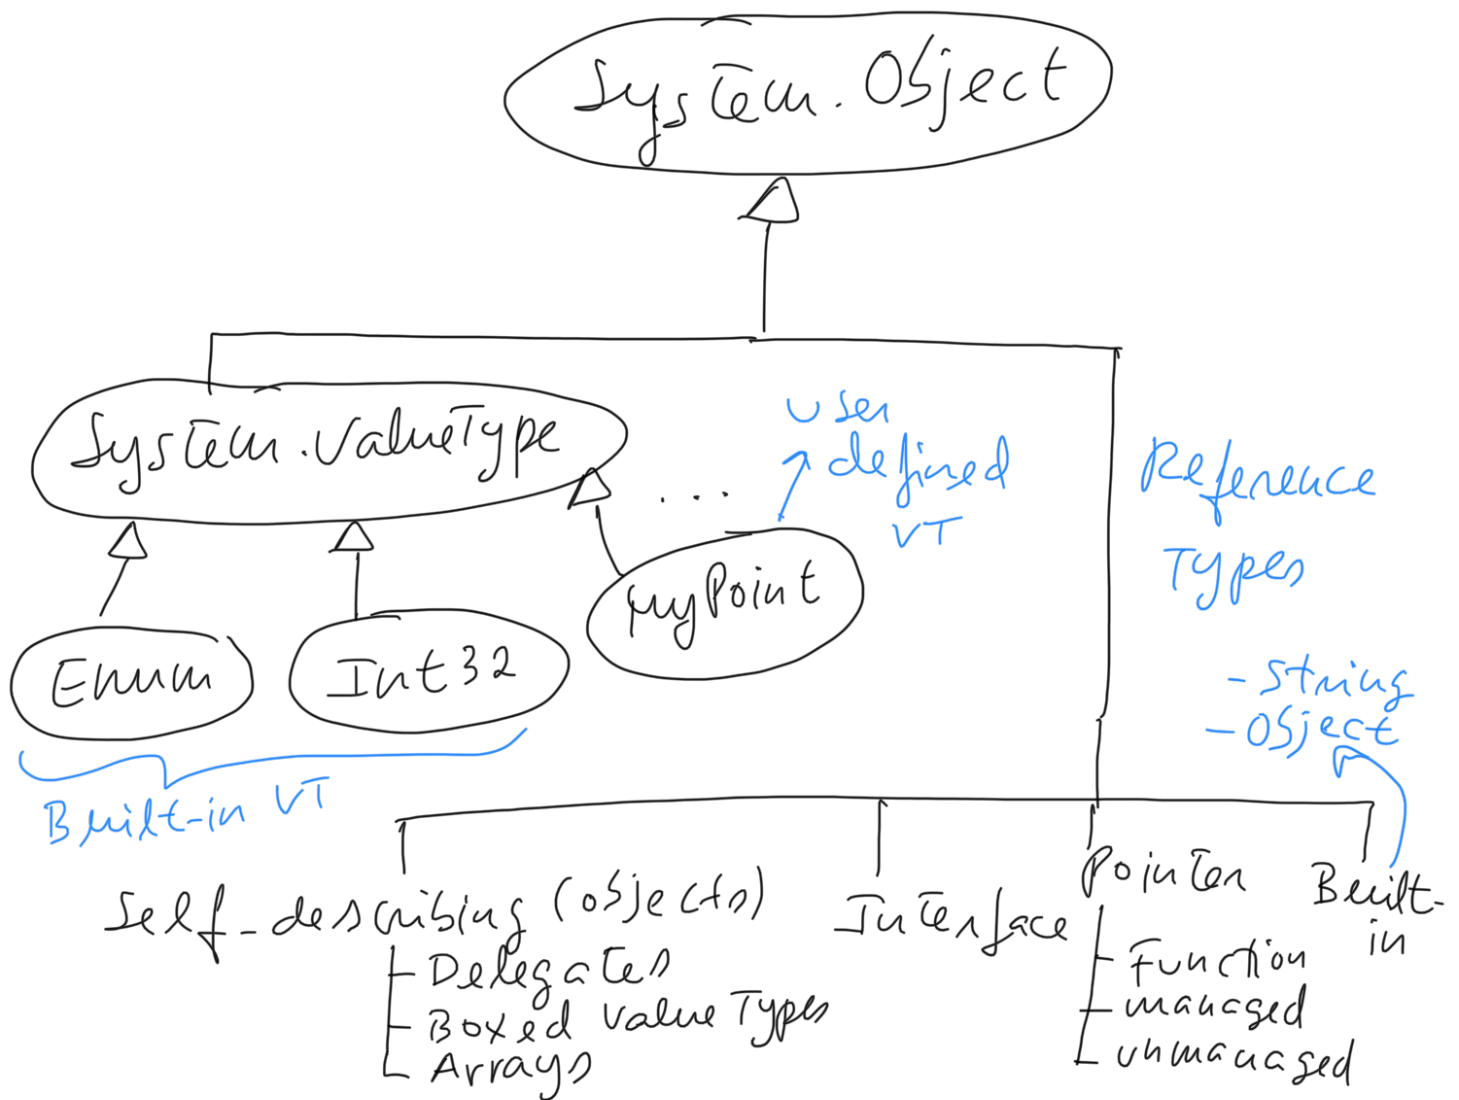 System.Object
System.ValueType
. . .
User
defined
VT
Reference
Types
MyPoint
Enum
Int32
- String
- Object
Built-in VT
Self-describing (objects)
Interface
Pointer
Built-
in
Delegates
Boxed Value Types
Arrays
Function
managed
unmanaged